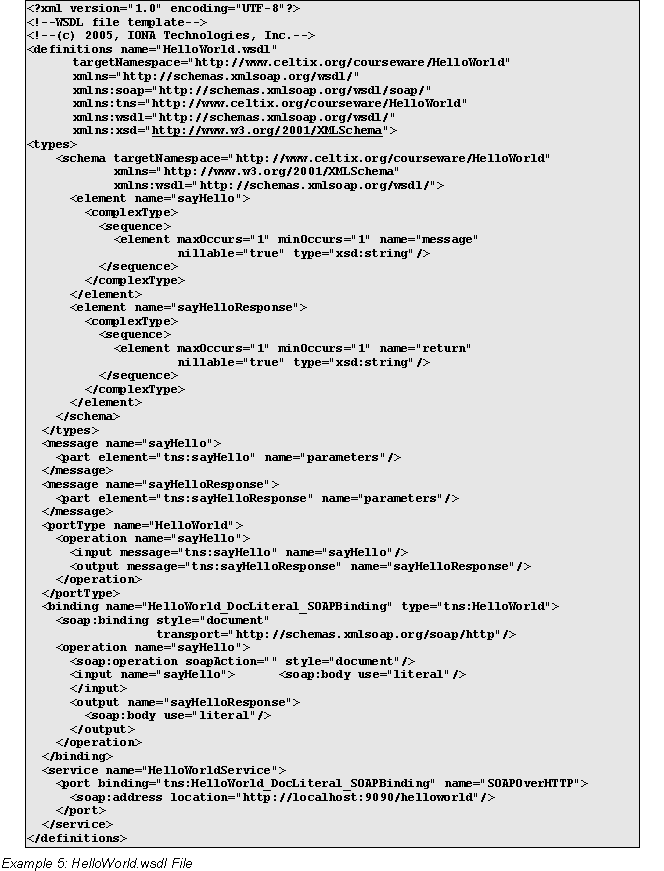 <?xml version="1.0" encoding="UTF-8"?>
<!--WSDL file template-->
<!--(c) 2005, IONA Technologies, Inc.-->
<definitions name="HelloWorld.wsdl"
targetNamespace="http://www.celtix.org/courseware/HelloWorld"
xmlns="http://schemas.xmlsoap.org/wsdl/"
xmlns:soap="http://schemas.xmlsoap.org/wsdl/soap/"
xmlns:tns="http://www.celtix.org/courseware/HelloWorld"
xmlns:wsdl="http://schemas.xmlsoap.org/wsdl/"
xmlns:xsd="http://www.w3.org/2001/XMLSchema">
<types>
<schema targetNamespace="http://www.celtix.org/courseware/HelloWorld"
xmlns="http://www.w3.org/2001/XMLSchema"
xmlns:wsdl="http://schemas.xmlsoap.org/wsdl/">
<element name="sayHello">
<complexType>
<sequence>
<element maxOccurs="1" minOccurs="1" name="message"
nillable="true" type="xsd:string"/>
</sequence>
</complexType>
</element>
<element name="sayHelloResponse">
<complexType>
<sequence>
<element maxOccurs="1" minOccurs="1" name="return"
nillable="true" type="xsd:string"/>
</sequence>
</complexType>
</element>
</schema>
</types>
<message name="sayHello">
<part element="tns:sayHello" name="parameters"/>
</message>
<message name="sayHelloResponse">
<part element="tns:sayHelloResponse" name="parameters"/>
</message>
<portType name="HelloWorld">
<operation name="sayHello">
<input message="tns:sayHello" name="sayHello"/>
<output message="tns:sayHelloResponse" name="sayHelloResponse"/>
</operation>
</portType>
<binding name="HelloWorld_DocLiteral_SOAPBinding" type="tns:HelloWorld">
<soap:binding style="document"
transport="http://schemas.xmlsoap.org/soap/http"/>
<operation name="sayHello">
<soap:operation soapAction="" style="document"/>
<input name="sayHello"> <soap:body use="literal"/>
</input>
<output name="sayHelloResponse">
<soap:body use="literal"/>
</output>
</operation>
</binding>
<service name="HelloWorldService">
<port binding="tns:HelloWorld_DocLiteral_SOAPBinding" name="SOAPOverHTTP">
<soap:address location="http://localhost:9090/helloworld"/>
</port>
</service>
</definitions>
Example 5: HelloWorld.wsdl File